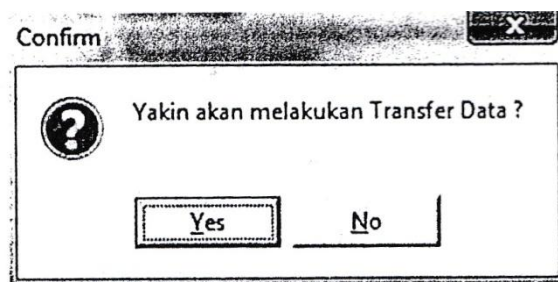 Confirm
Yakin akan melakukan Transfer Data ?
Yes
No